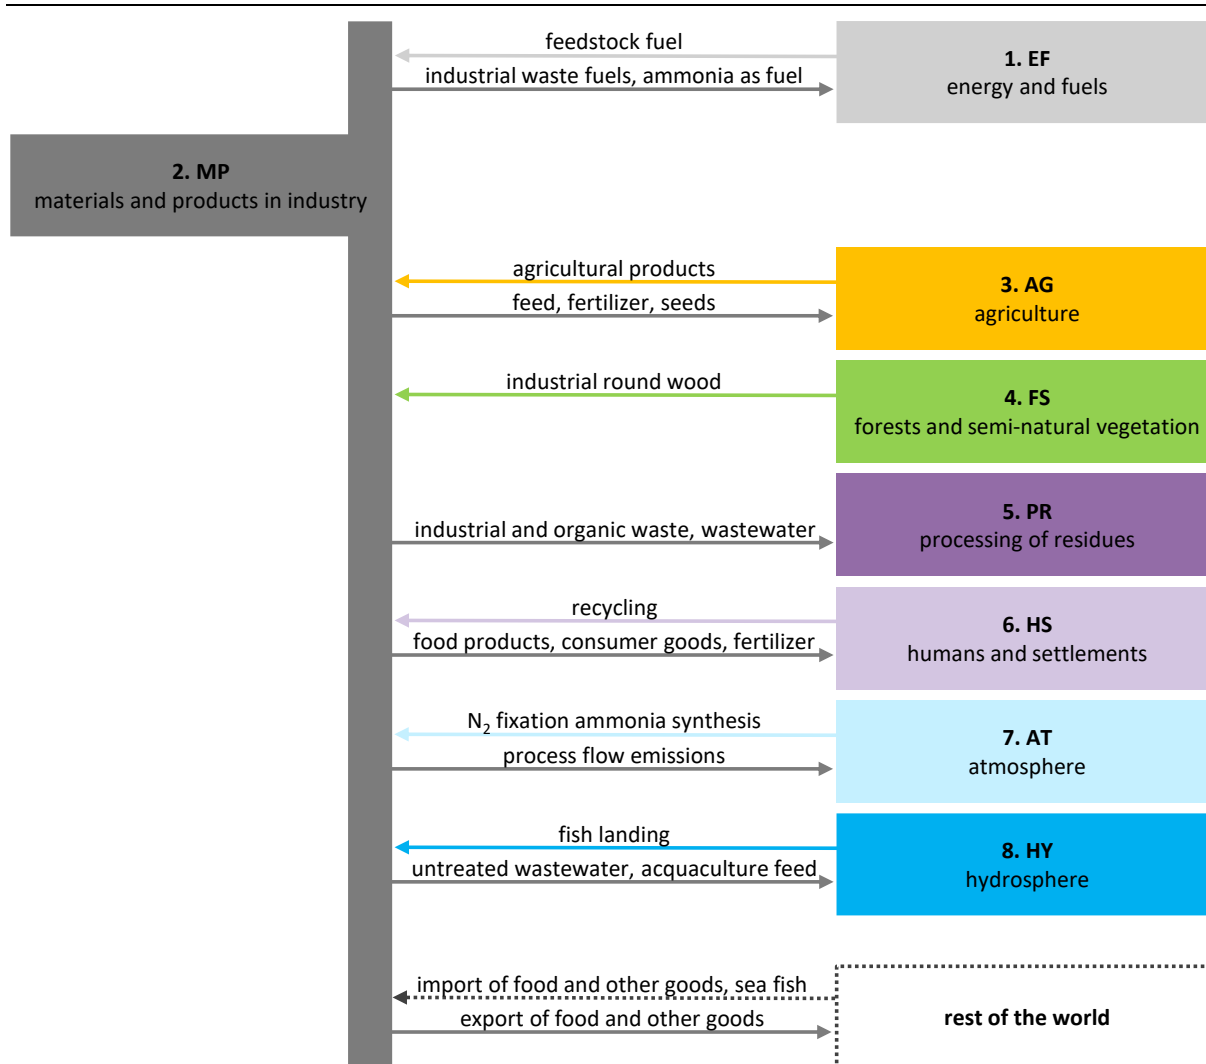 feedstock fuel
industrial waste fuels, ammonia as fuel
1. EF
energy and fuels
2. MP
materials and products in industry
agricultural products
feed, fertilizer, seeds
3. AG
agriculture
industrial round wood
4. FS
forests and semi-natural vegetation
industrial and organic waste, wastewater
5. PR
processing of residues
recycling
food products, consumer goods, fertilizer
6. HS
humans and settlements
N₂ fixation ammonia synthesis
process flow emissions
7. AT
atmosphere
fish landing
untreated wastewater, acquaculture feed
8. HY
hydrosphere
import of food and other goods, sea fish
export of food and other goods
rest of the world